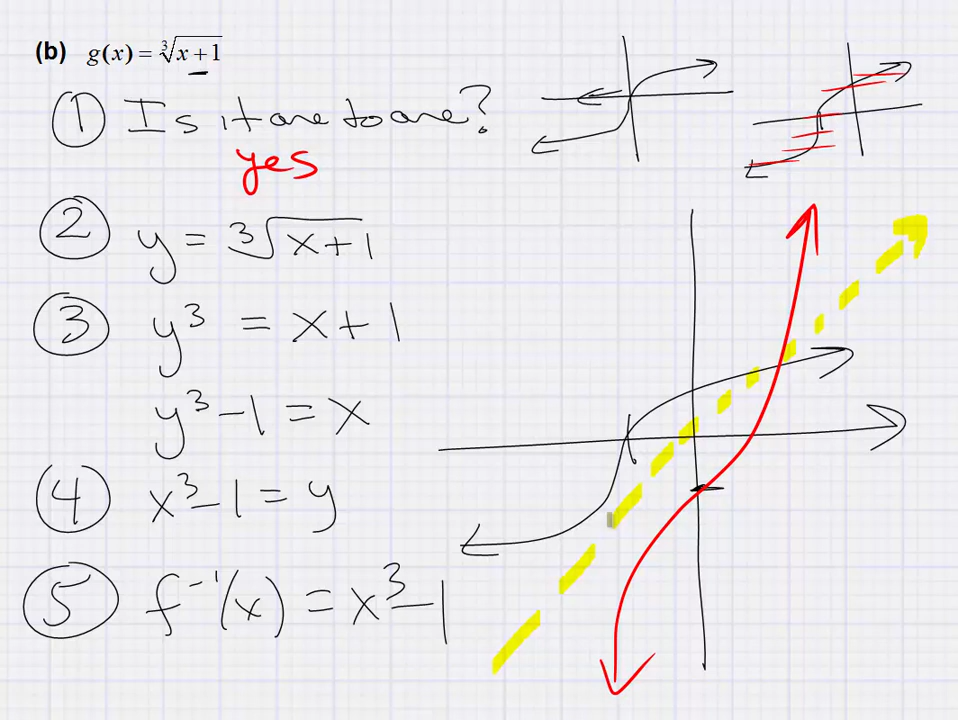 (b) g(x) = ∛(x + 1)
① Is it one to one?
yes
② y = ∛(x+1)
③ y³ = x+1
y³ -1 = x
④ x³ -1 = y
⑤ f⁻¹(x) = x³ -1